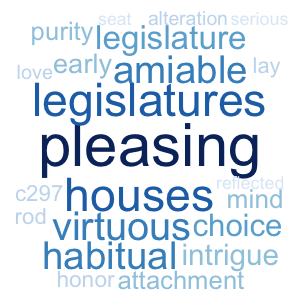 seat alteration serious
purity legislature
love early amiable lay
legislatures
pleasing
houses reflected
c297 mind
rod virtuous choice
habitual intrigue
honor attachment